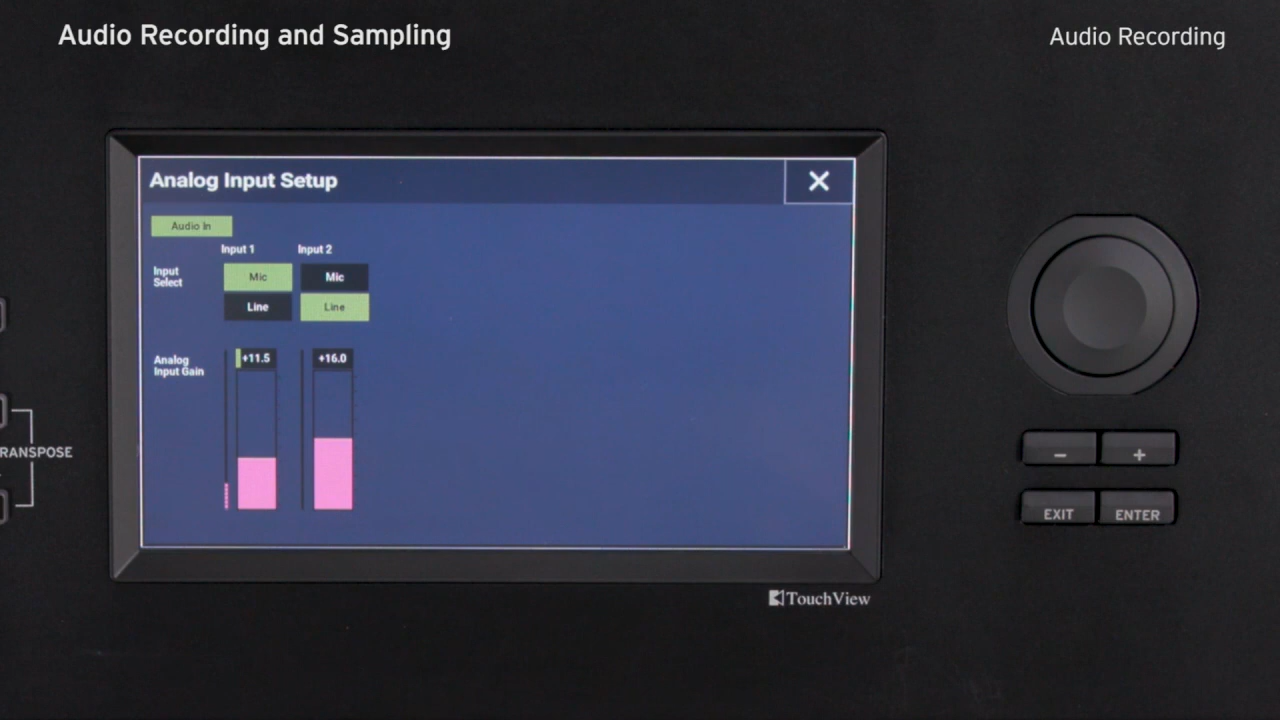 Audio Recording and Sampling
Audio Recording
Analog Input Setup
Audio In
Input 1
Input 2
Input
Select
Mic
Mic
Line
Line
Analog
Input Gain
+11.5
+16.0
RANSPOSE
-
+
EXIT
ENTER
TouchView